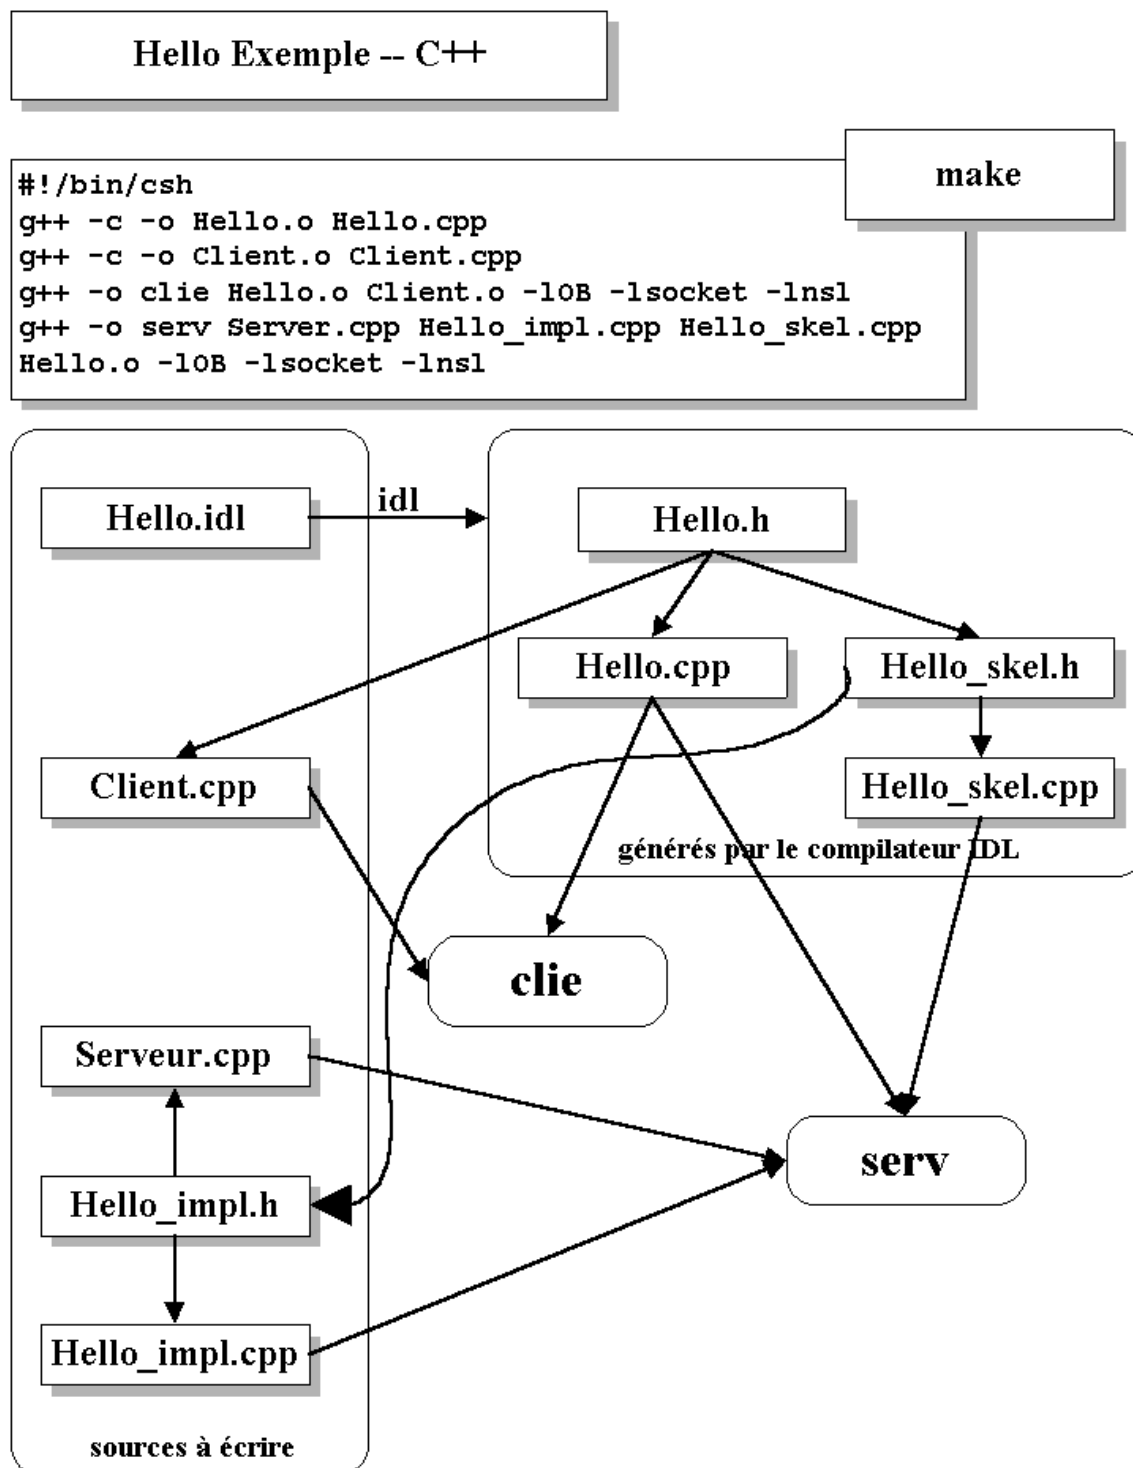 Hello Exemple -- C++
make
#!/bin/csh
g++ -c -o Hello.o Hello.cpp
g++ -c -o Client.o Client.cpp
g++ -o clie Hello.o Client.o -lOB -lsocket -lnsl
g++ -o serv Server.cpp Hello_impl.cpp Hello_skel.cpp
Hello.o -lOB -lsocket -lnsl
Hello.idl
idl
Hello.h
Hello.cpp
Hello_skel.h
Client.cpp
Hello_skel.cpp
générés par le compilateur IDL
clie
Serveur.cpp
serv
Hello_impl.h
Hello_impl.cpp
sources à écrire